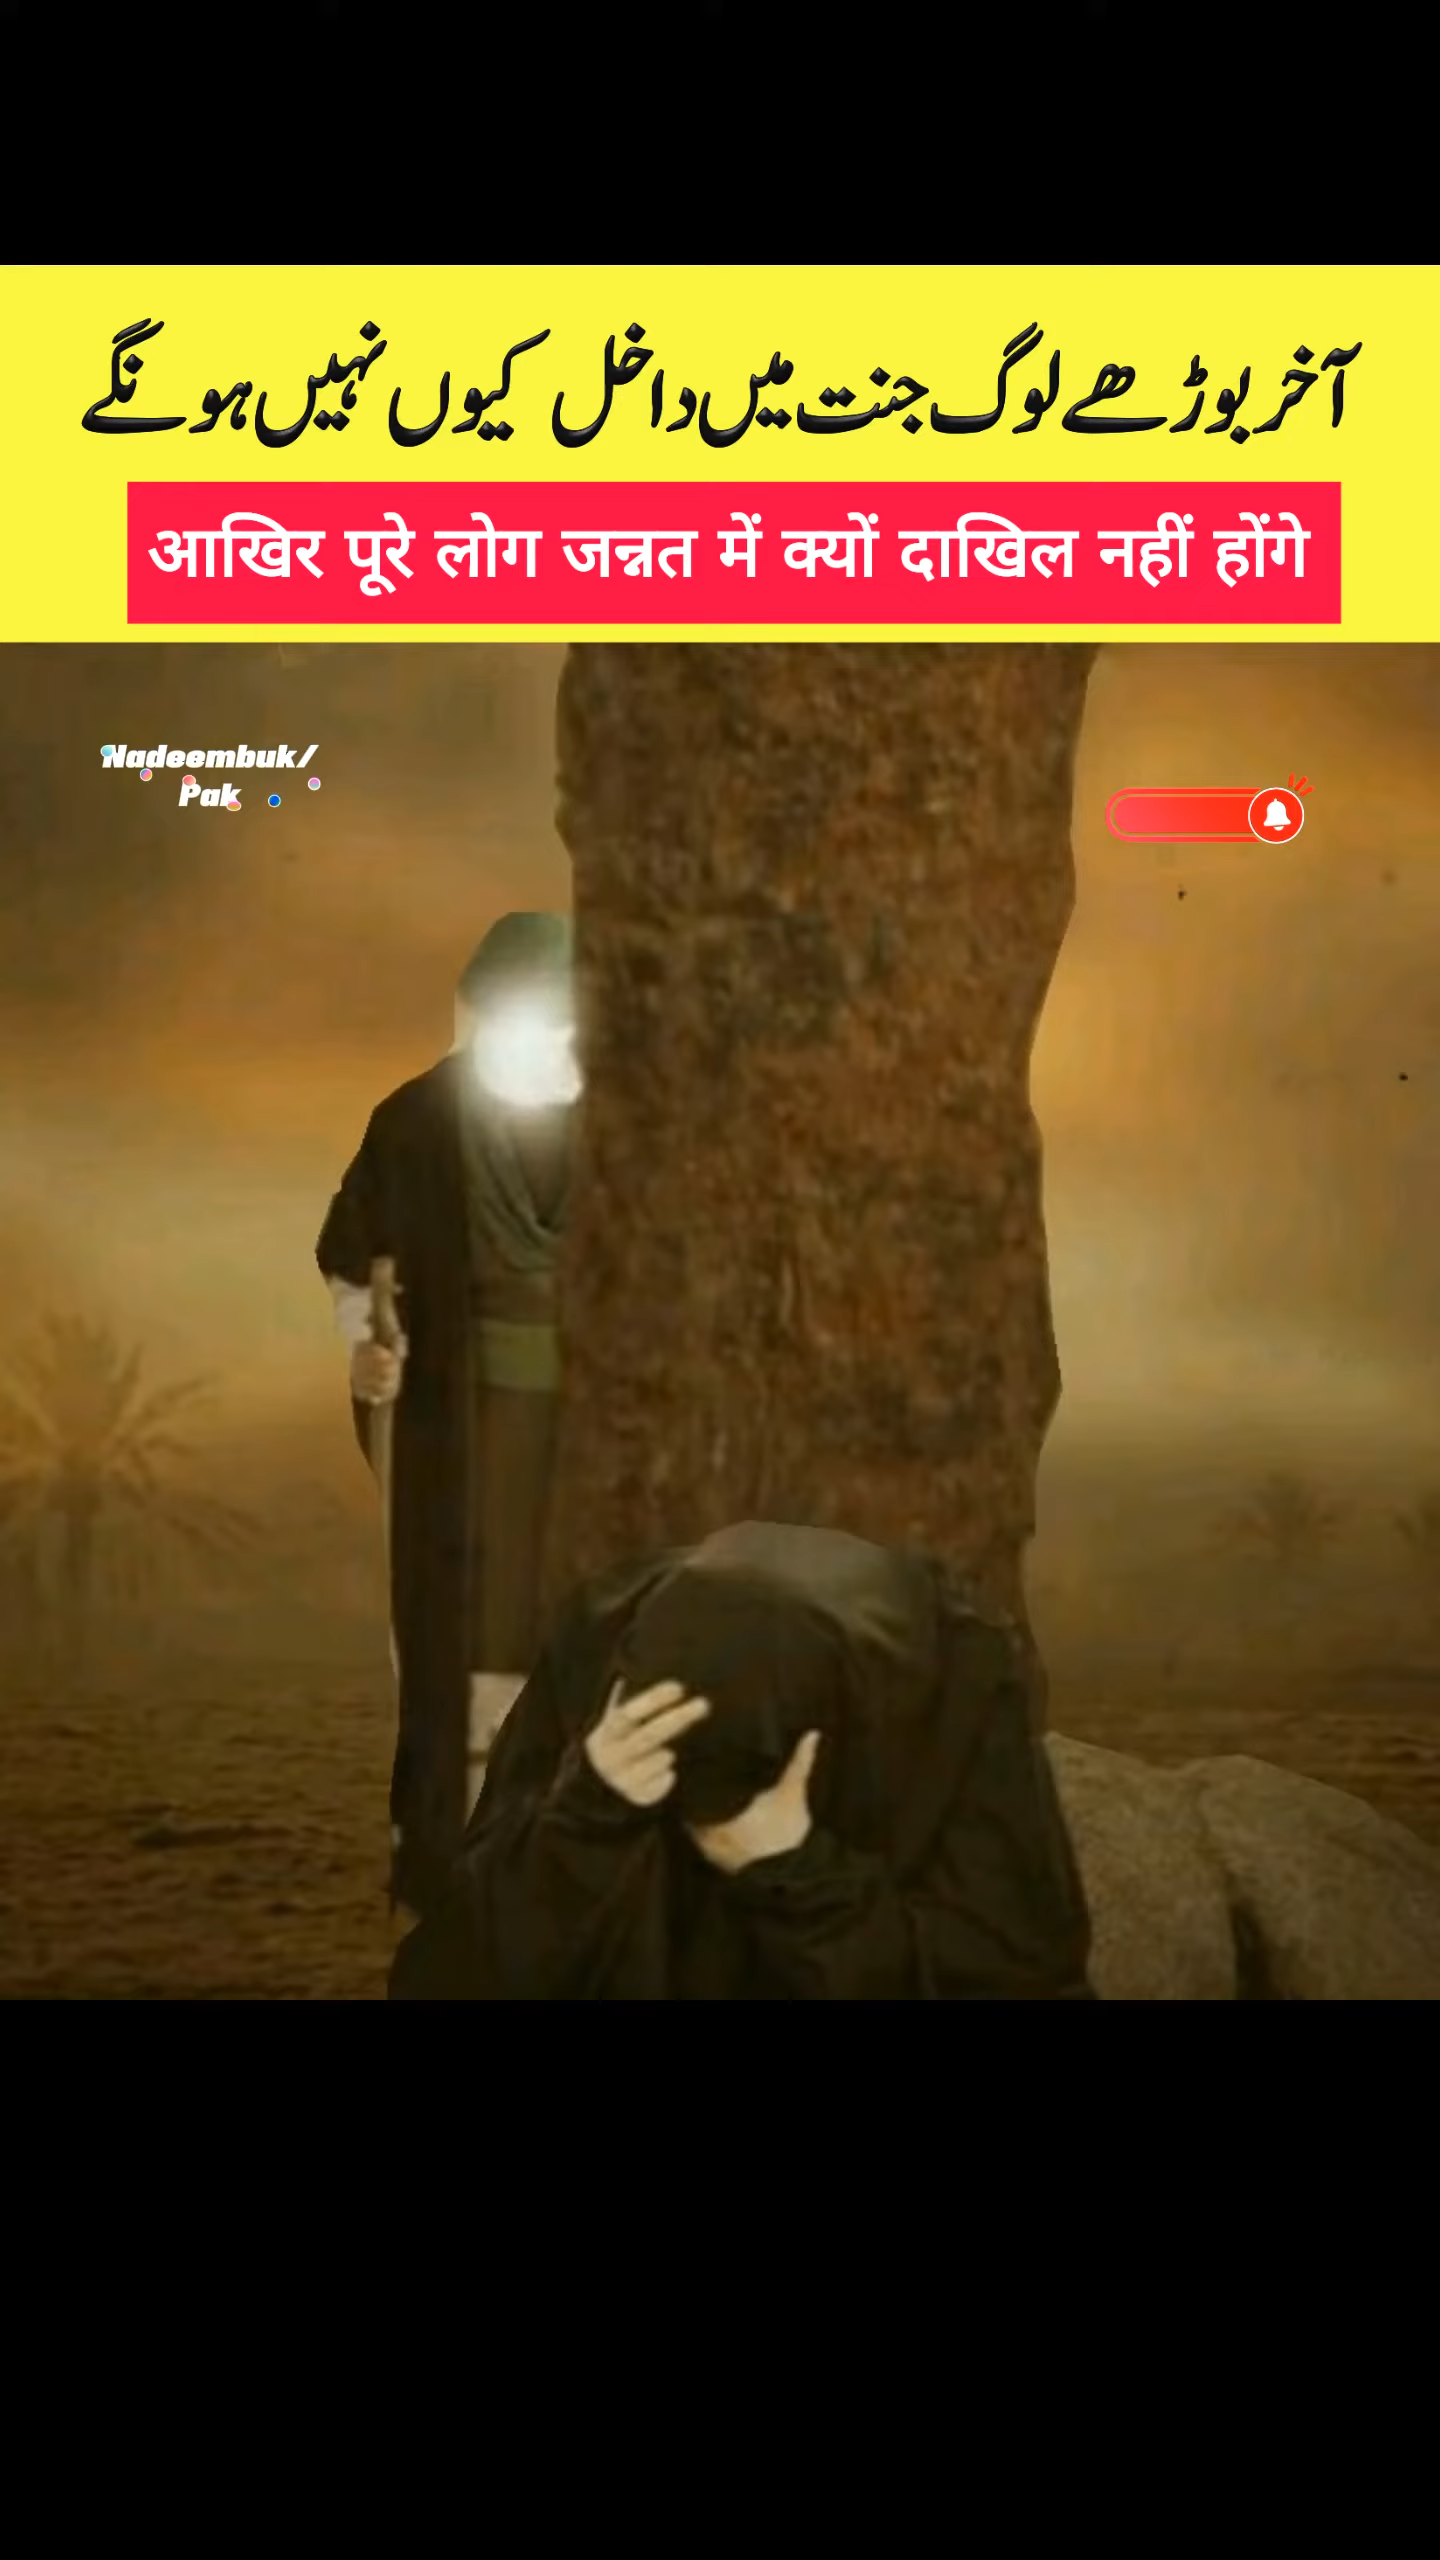 آخر بوڑھے لوگ جنت میں داخل کیوں نہیں ہونگے
आखिर पूरे लोग जन्नत में क्यों दाखिल नहीं होंगे
Nadeembuk/
Pak